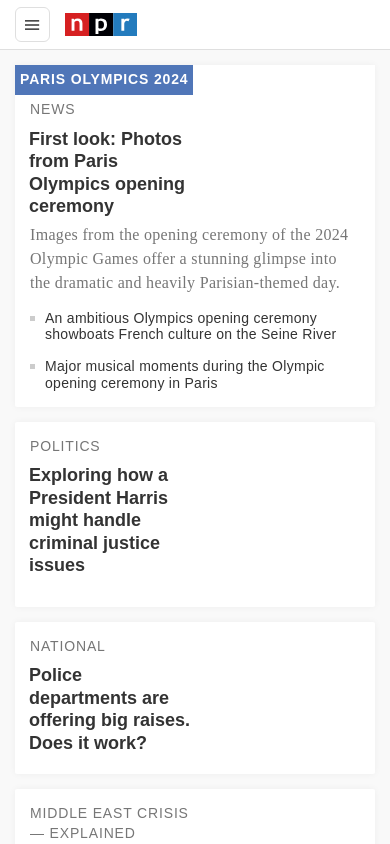 npr
PARIS OLYMPICS 2024
NEWS
First look: Photos
from Paris
Olympics opening
ceremony
Images from the opening ceremony of the 2024
Olympic Games offer a stunning glimpse into
the dramatic and heavily Parisian-themed day.
An ambitious Olympics opening ceremony
showboats French culture on the Seine River
Major musical moments during the Olympic
opening ceremony in Paris
POLITICS
Exploring how a
President Harris
might handle
criminal justice
issues
NATIONAL
Police
departments are
offering big raises.
Does it work?
MIDDLE EAST CRISIS
— EXPLAINED